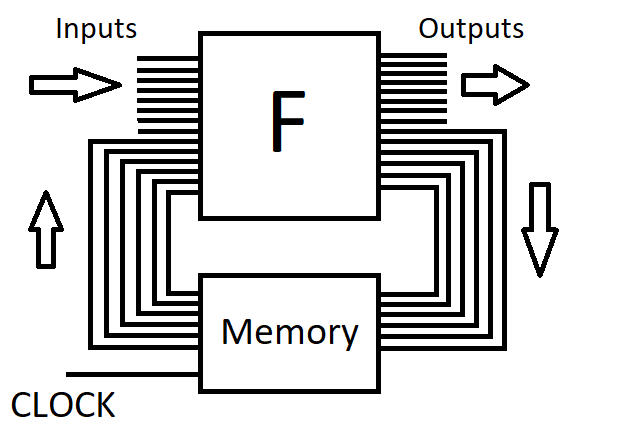 Inputs
Outputs
F
Memory
CLOCK